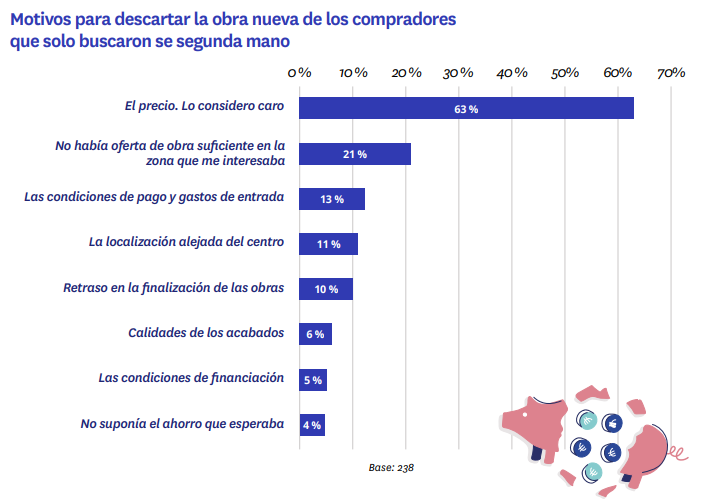 Motivos para descartar la obra nueva de los compradores
que solo buscaron se segunda mano
0 % 10 % 20 % 30 % 40 % 50% 60 % 70%
El precio. Lo considero caro
63 %
No había oferta de obra suficiente en la
zona que me interesaba
21 %
Las condiciones de pago y gastos de entrada
13 %
La localización alejada del centro
11 %
Retraso en la finalización de las obras
10 %
Calidades de los acabados
6 %
Las condiciones de financiación
5 %
No suponía el ahorro que esperaba
4 %
Base: 238